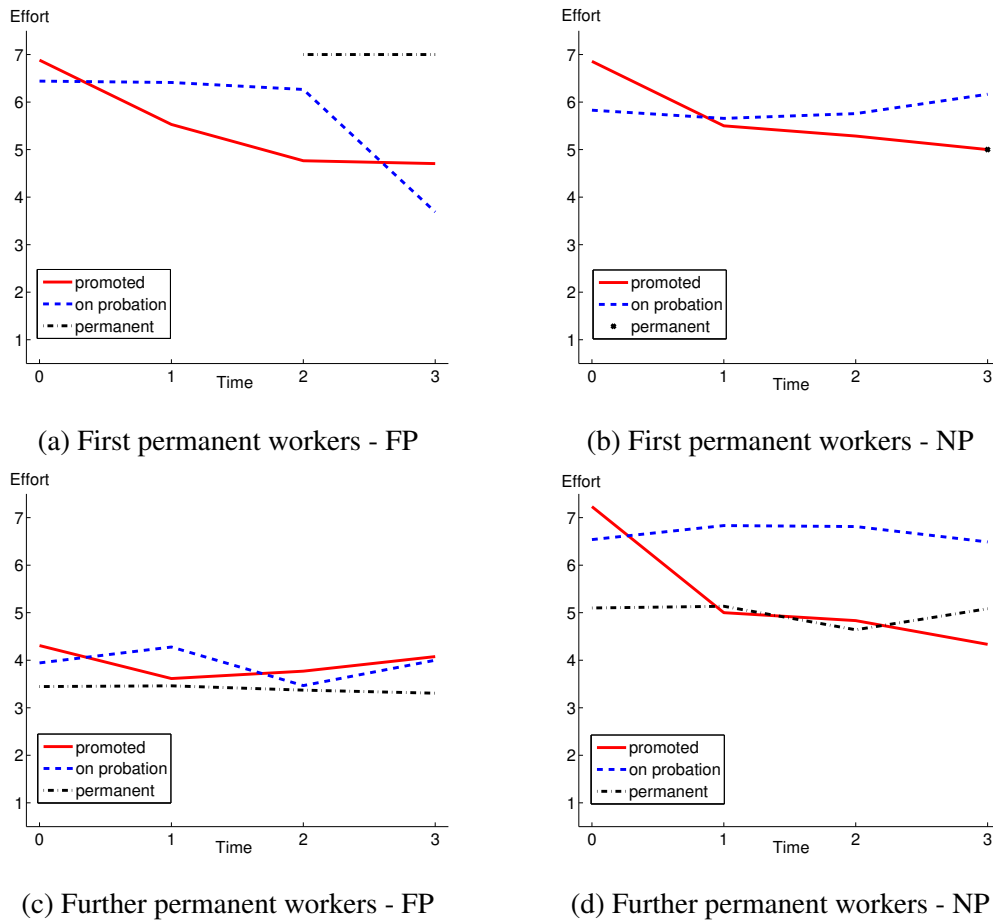 Effort
7
6
5
4
3
2
1
promoted
on probation
permanent
0 1 2 3
Time
(a) First permanent workers - FP
Effort
7
6
5
4
3
2
1
promoted
on probation
permanent
0 1 2 3
Time
(b) First permanent workers - NP
Effort
7
6
5
4
3
2
1
promoted
on probation
permanent
0 1 2 3
Time
(c) Further permanent workers - FP
Effort
7
6
5
4
3
2
1
promoted
on probation
permanent
0 1 2 3
Time
(d) Further permanent workers - NP